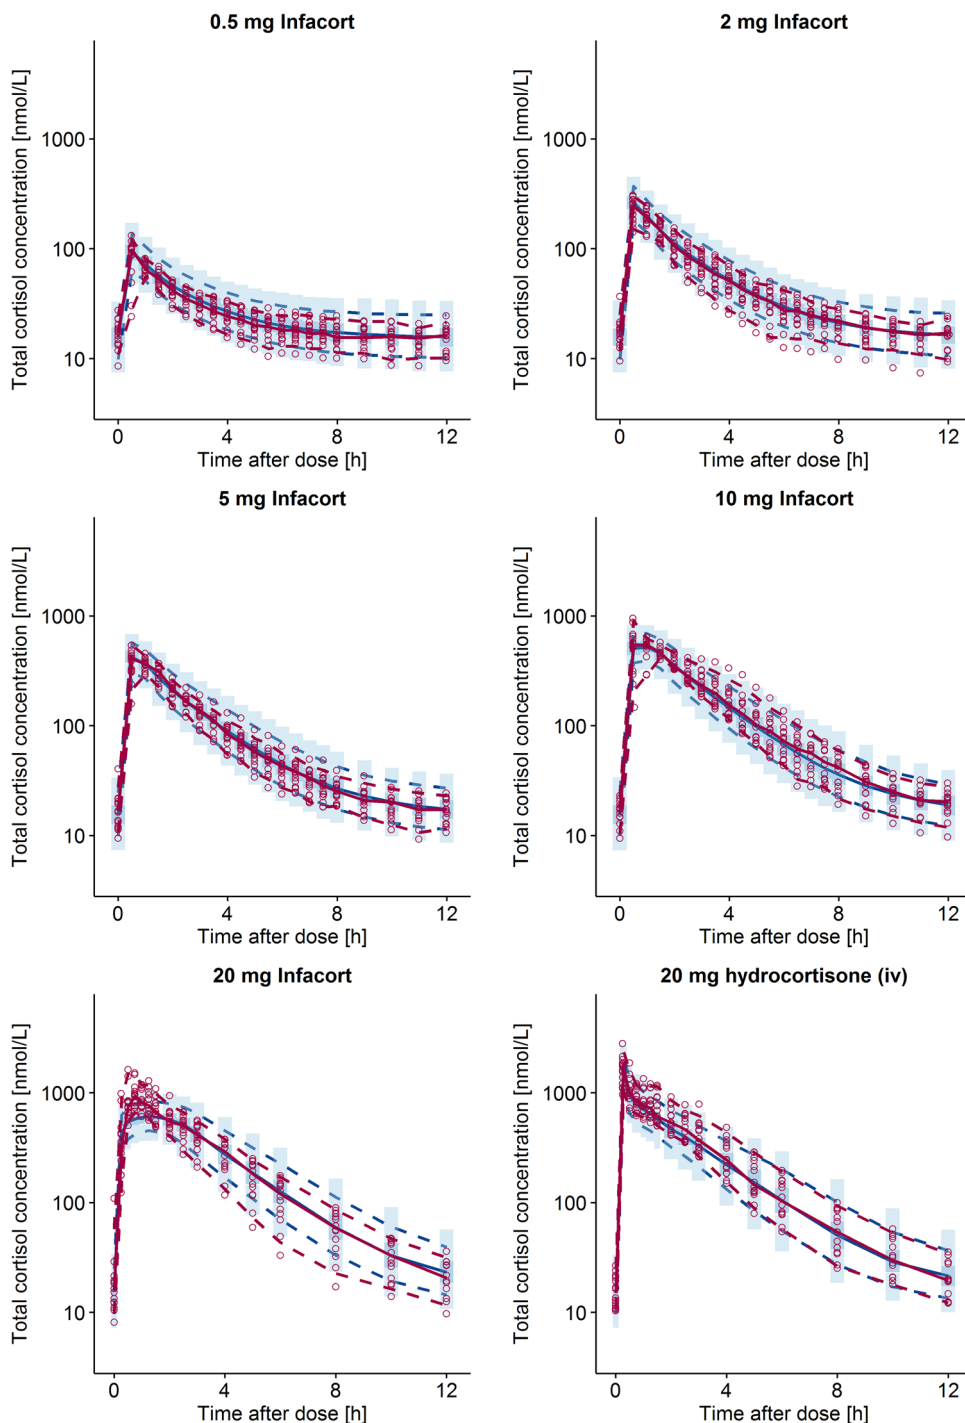 0.5 mg Infacort
2 mg Infacort
Total cortisol concentration [nmol/L]
1000
100
10
0 4 8 12
Time after dose [h]
Total cortisol concentration [nmol/L]
1000
100
10
0 4 8 12
Time after dose [h]
5 mg Infacort
10 mg Infacort
Total cortisol concentration [nmol/L]
1000
100
10
0 4 8 12
Time after dose [h]
Total cortisol concentration [nmol/L]
1000
100
10
0 4 8 12
Time after dose [h]
20 mg Infacort
20 mg hydrocortisone (iv)
Total cortisol concentration [nmol/L]
1000
100
10
0 4 8 12
Time after dose [h]
Total cortisol concentration [nmol/L]
1000
100
10
0 4 8 12
Time after dose [h]